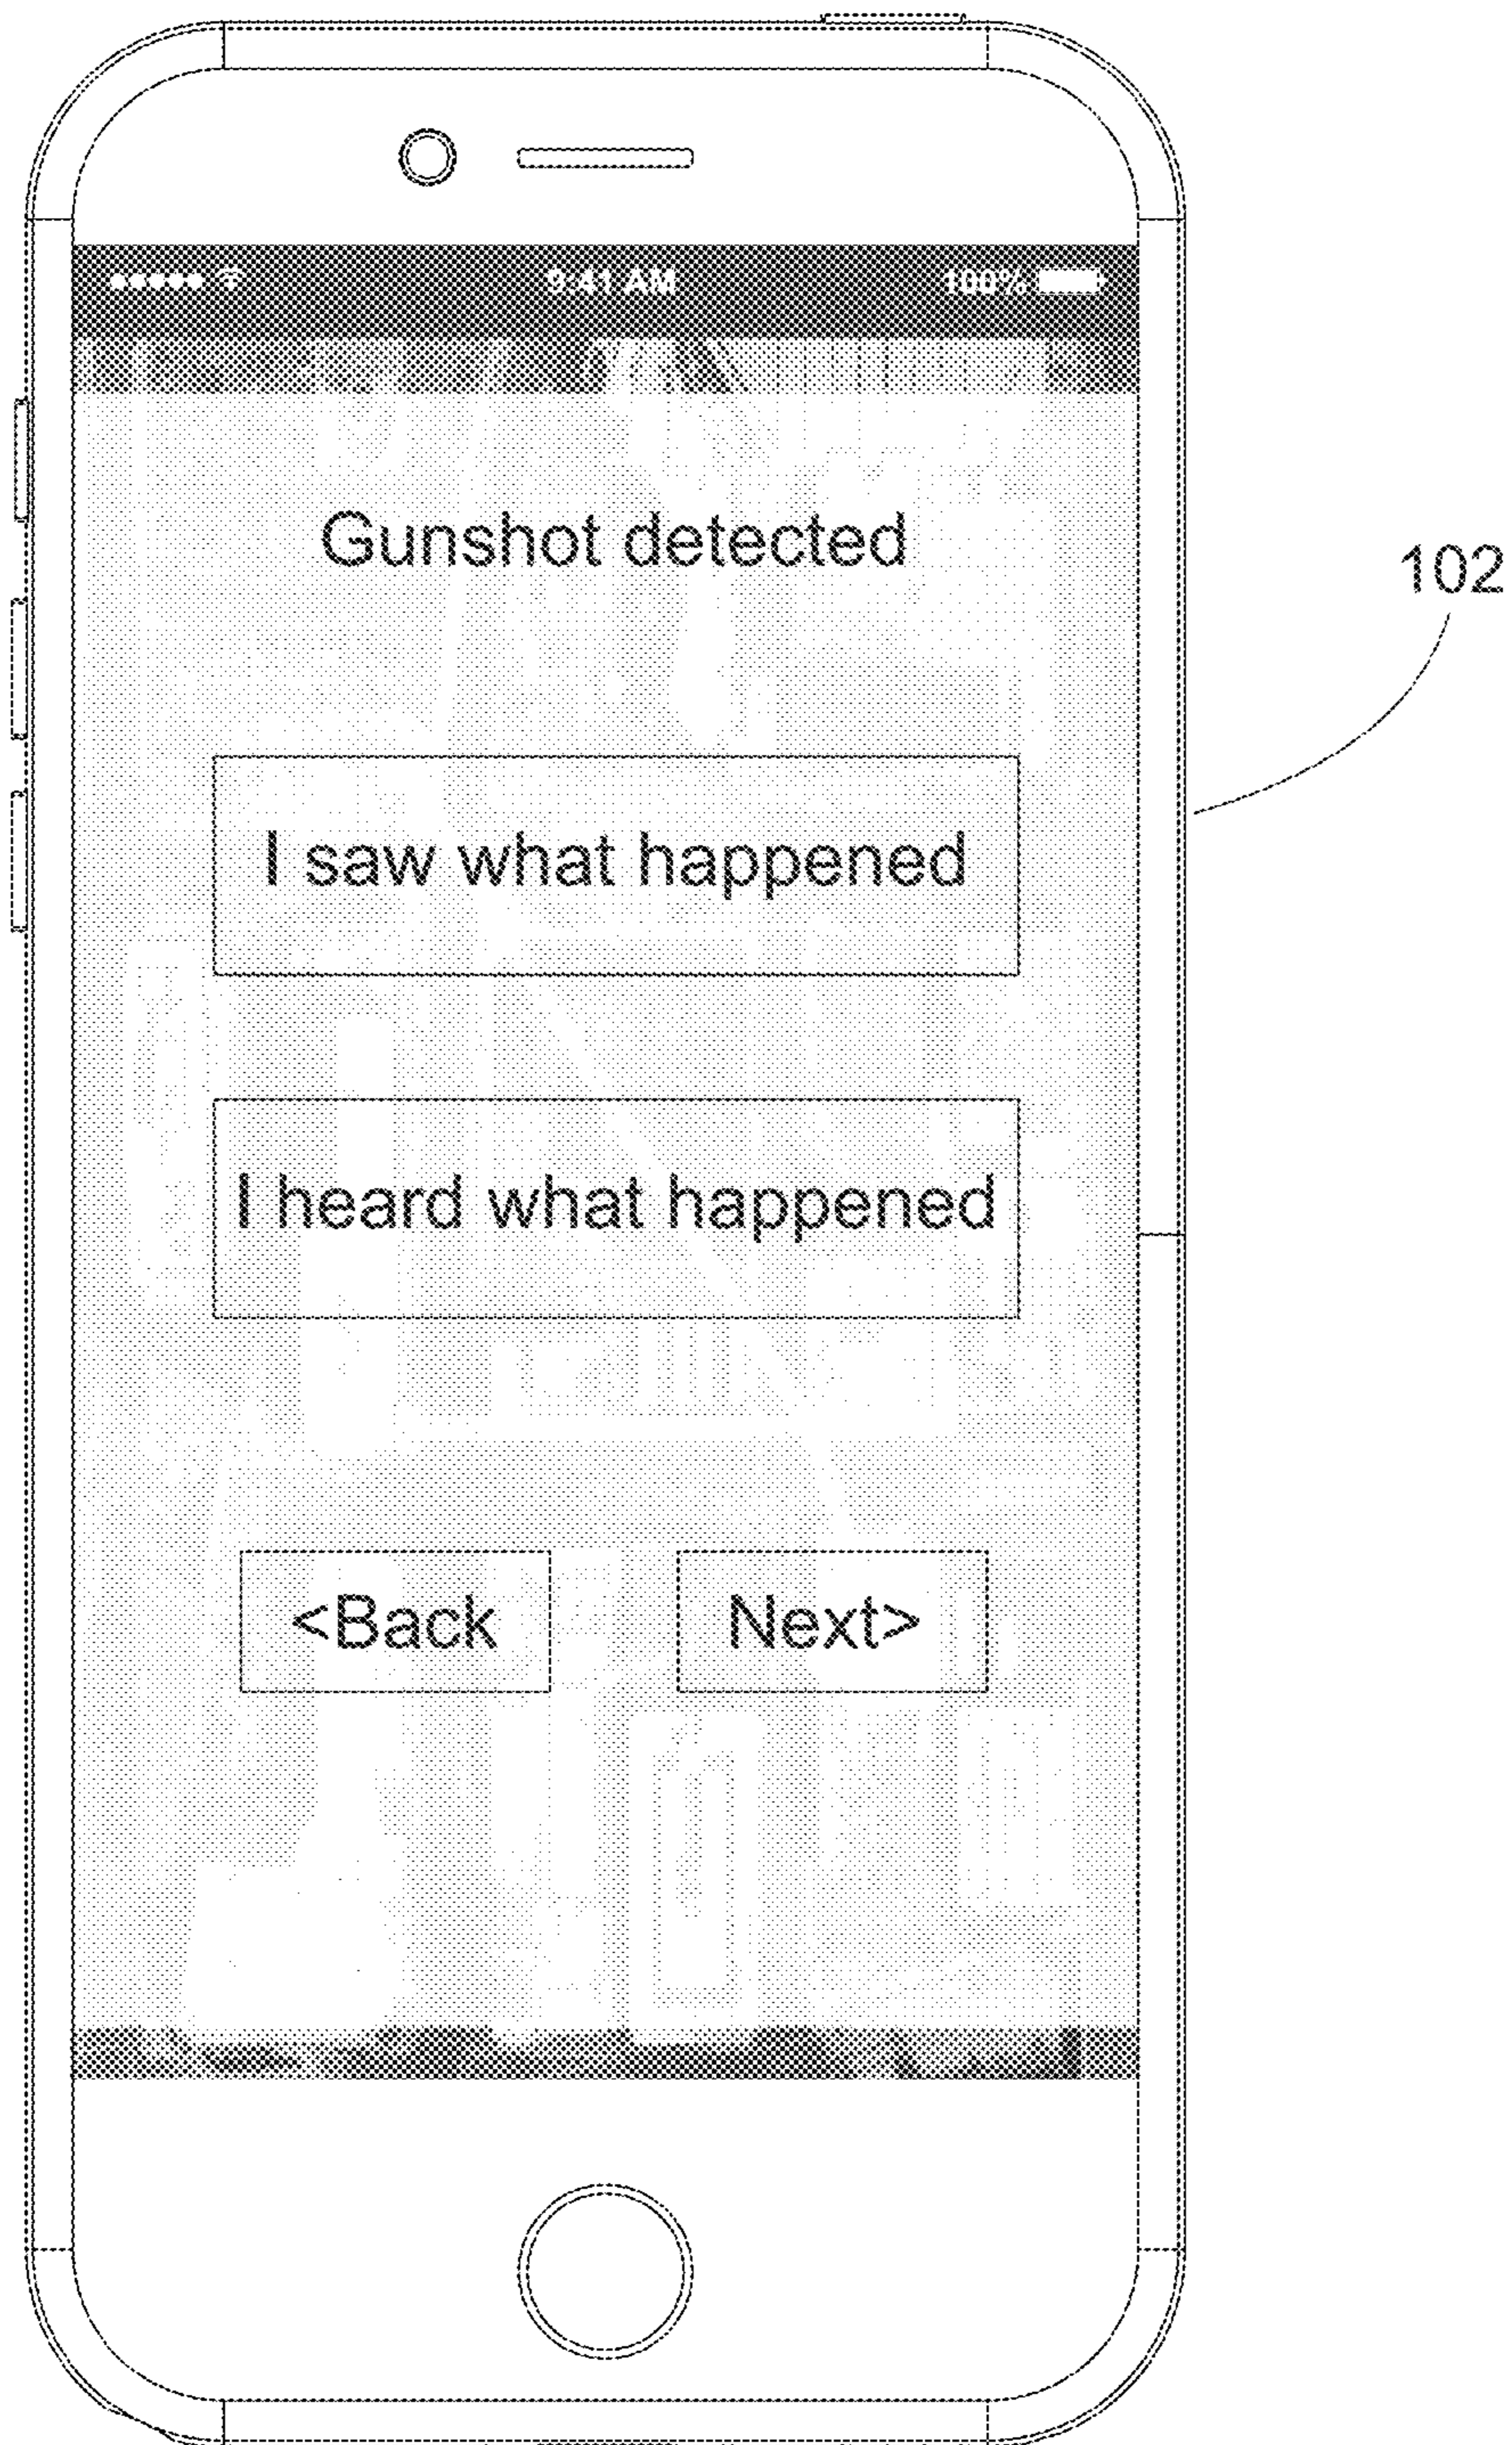 9:41 AM 100%
Gunshot detected
102
I saw what happened
I heard what happened
<Back Next>